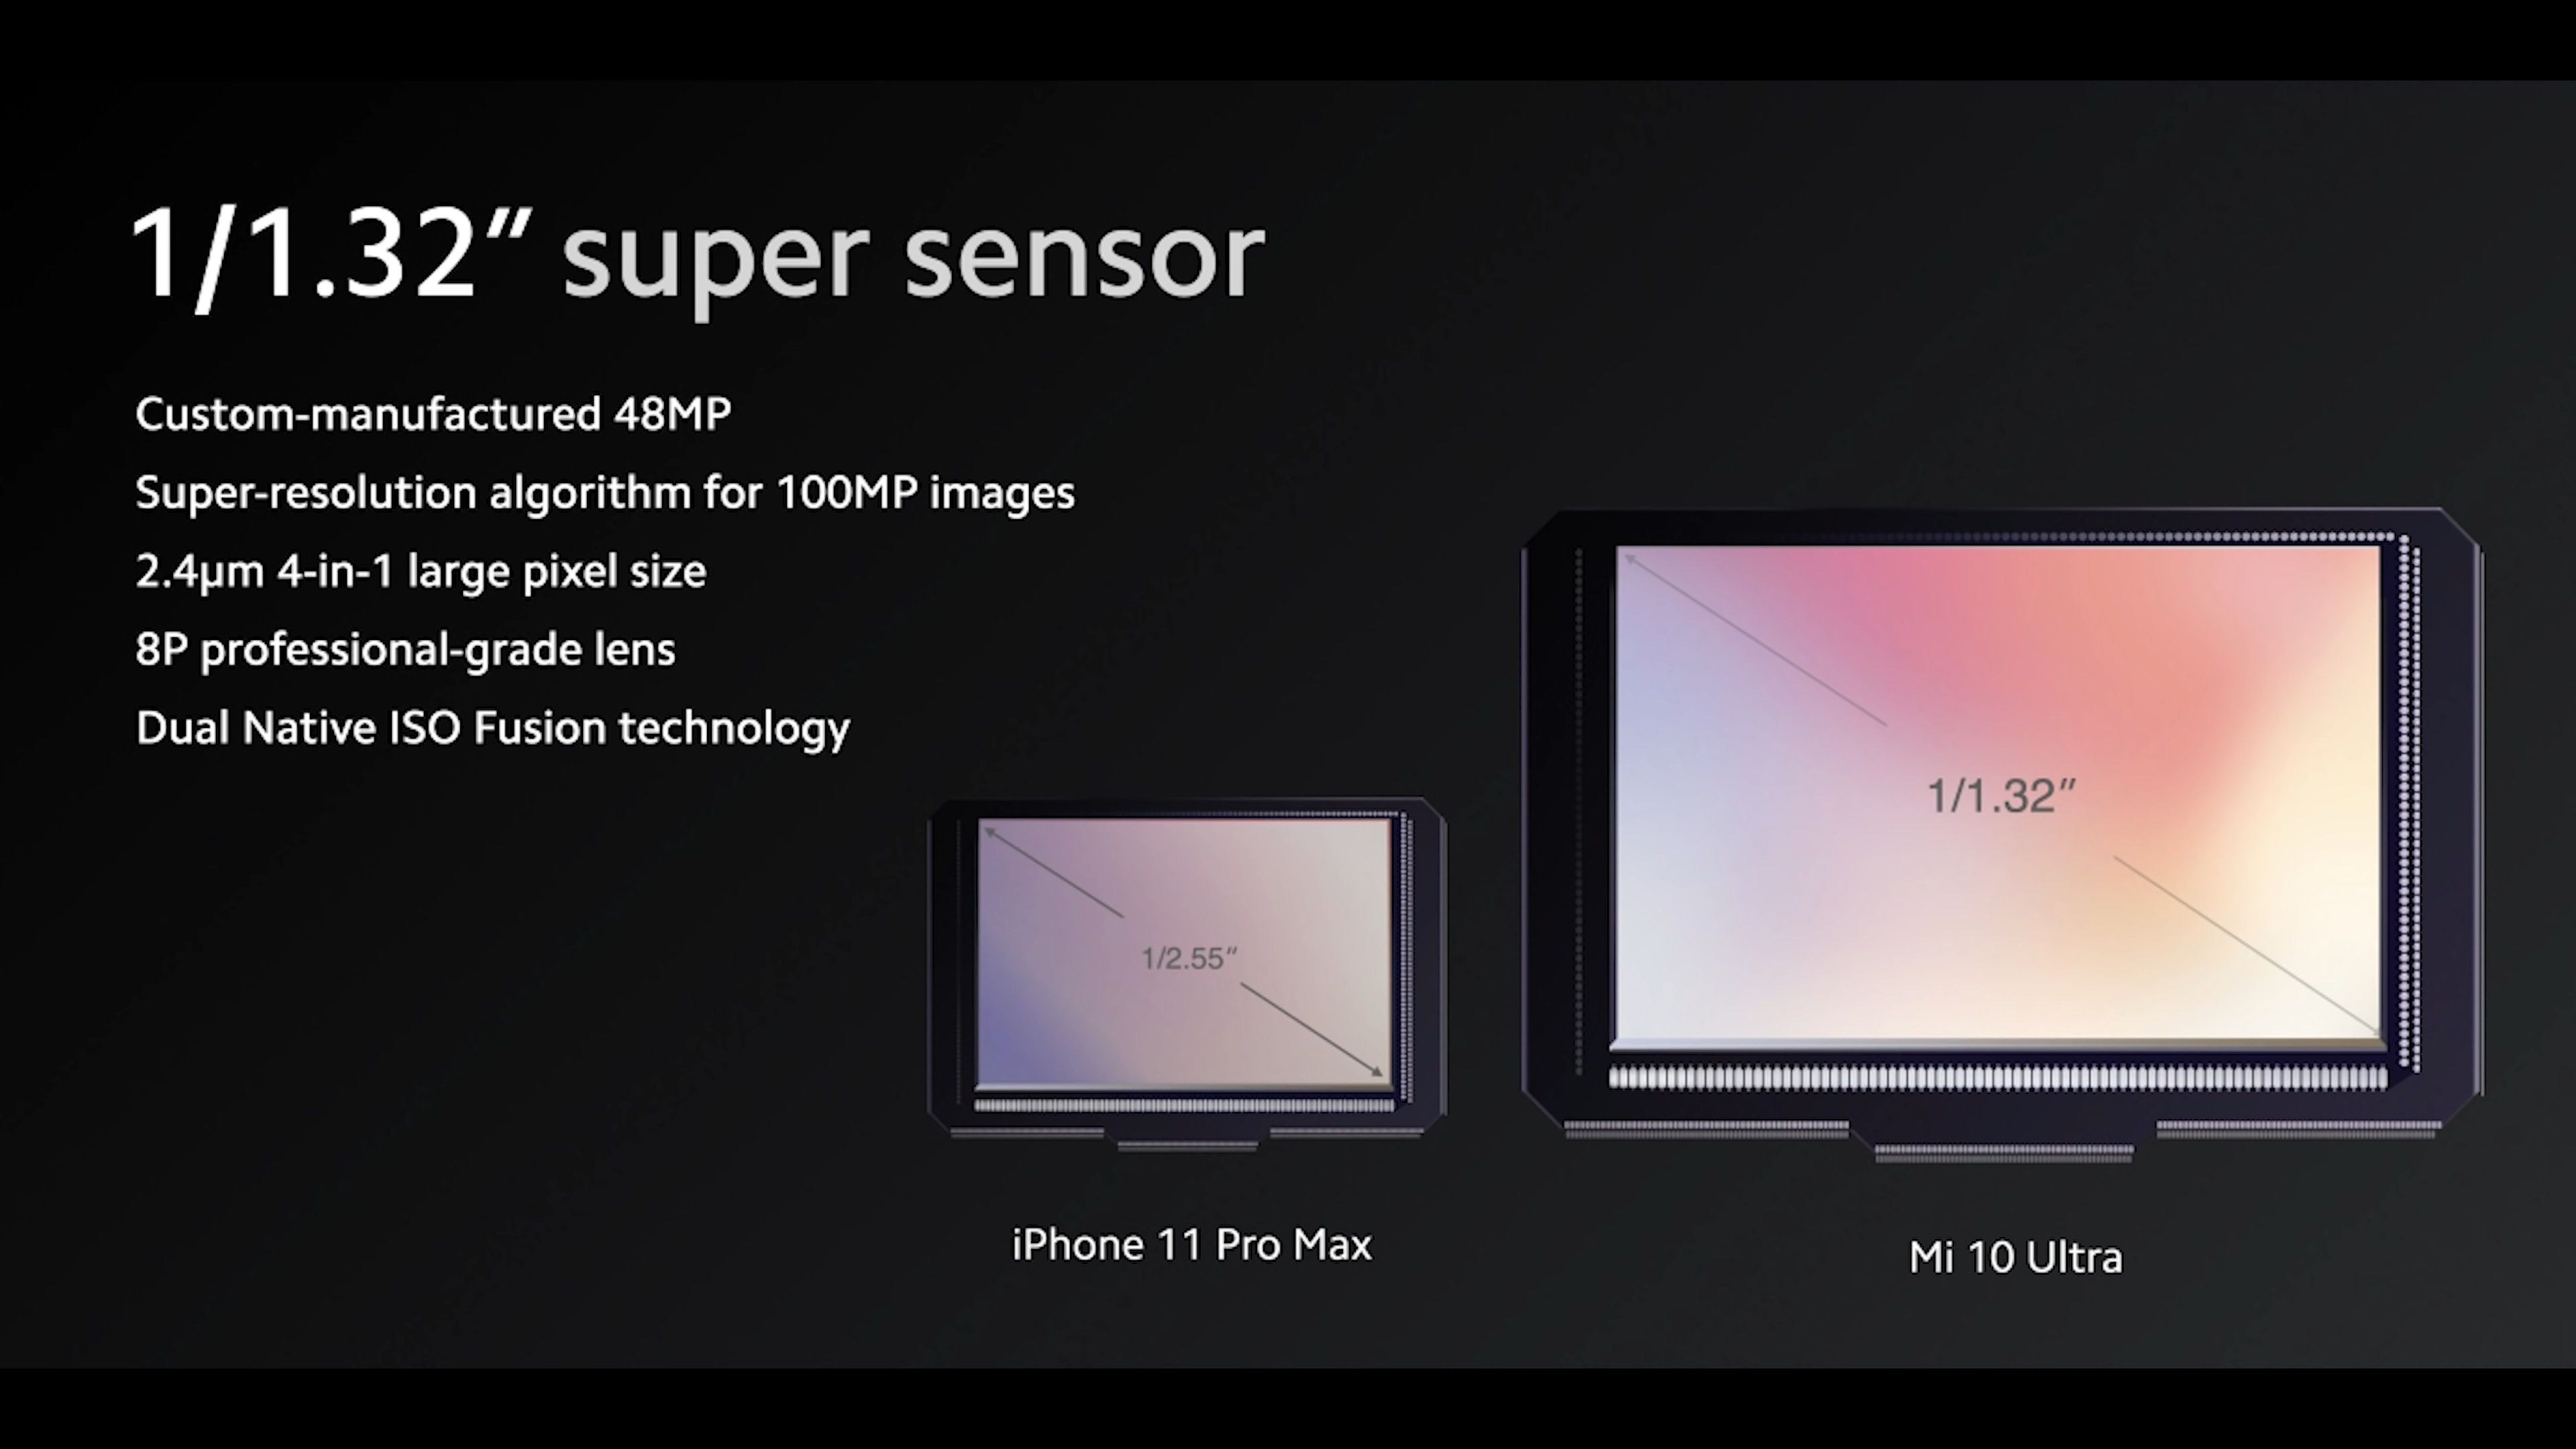 1/1.32” super sensor
Custom-manufactured 48MP
Super-resolution algorithm for 100MP images
2.4μm 4-in-1 large pixel size
8P professional-grade lens
Dual Native ISO Fusion technology
1/2.55”
iPhone 11 Pro Max
1/1.32”
Mi 10 Ultra